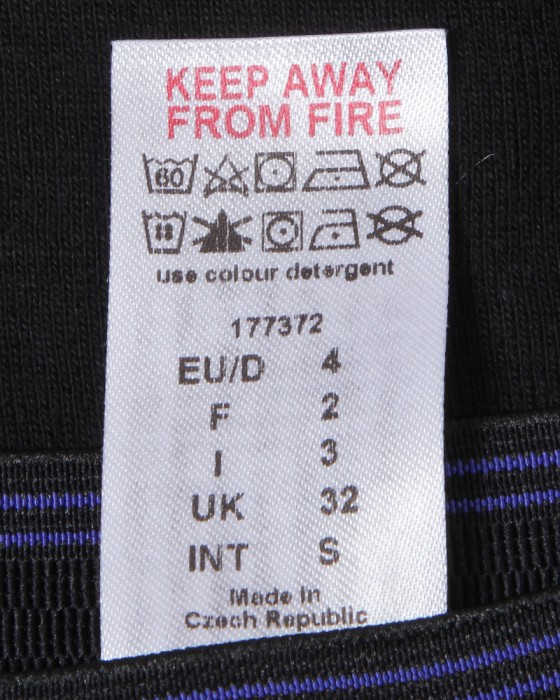 KEEP AWAY
FROM FIRE
60
use colour detergent
177372
EU/D 4
F 2
I 3
UK 32
INT S
Made in
Czech Republic